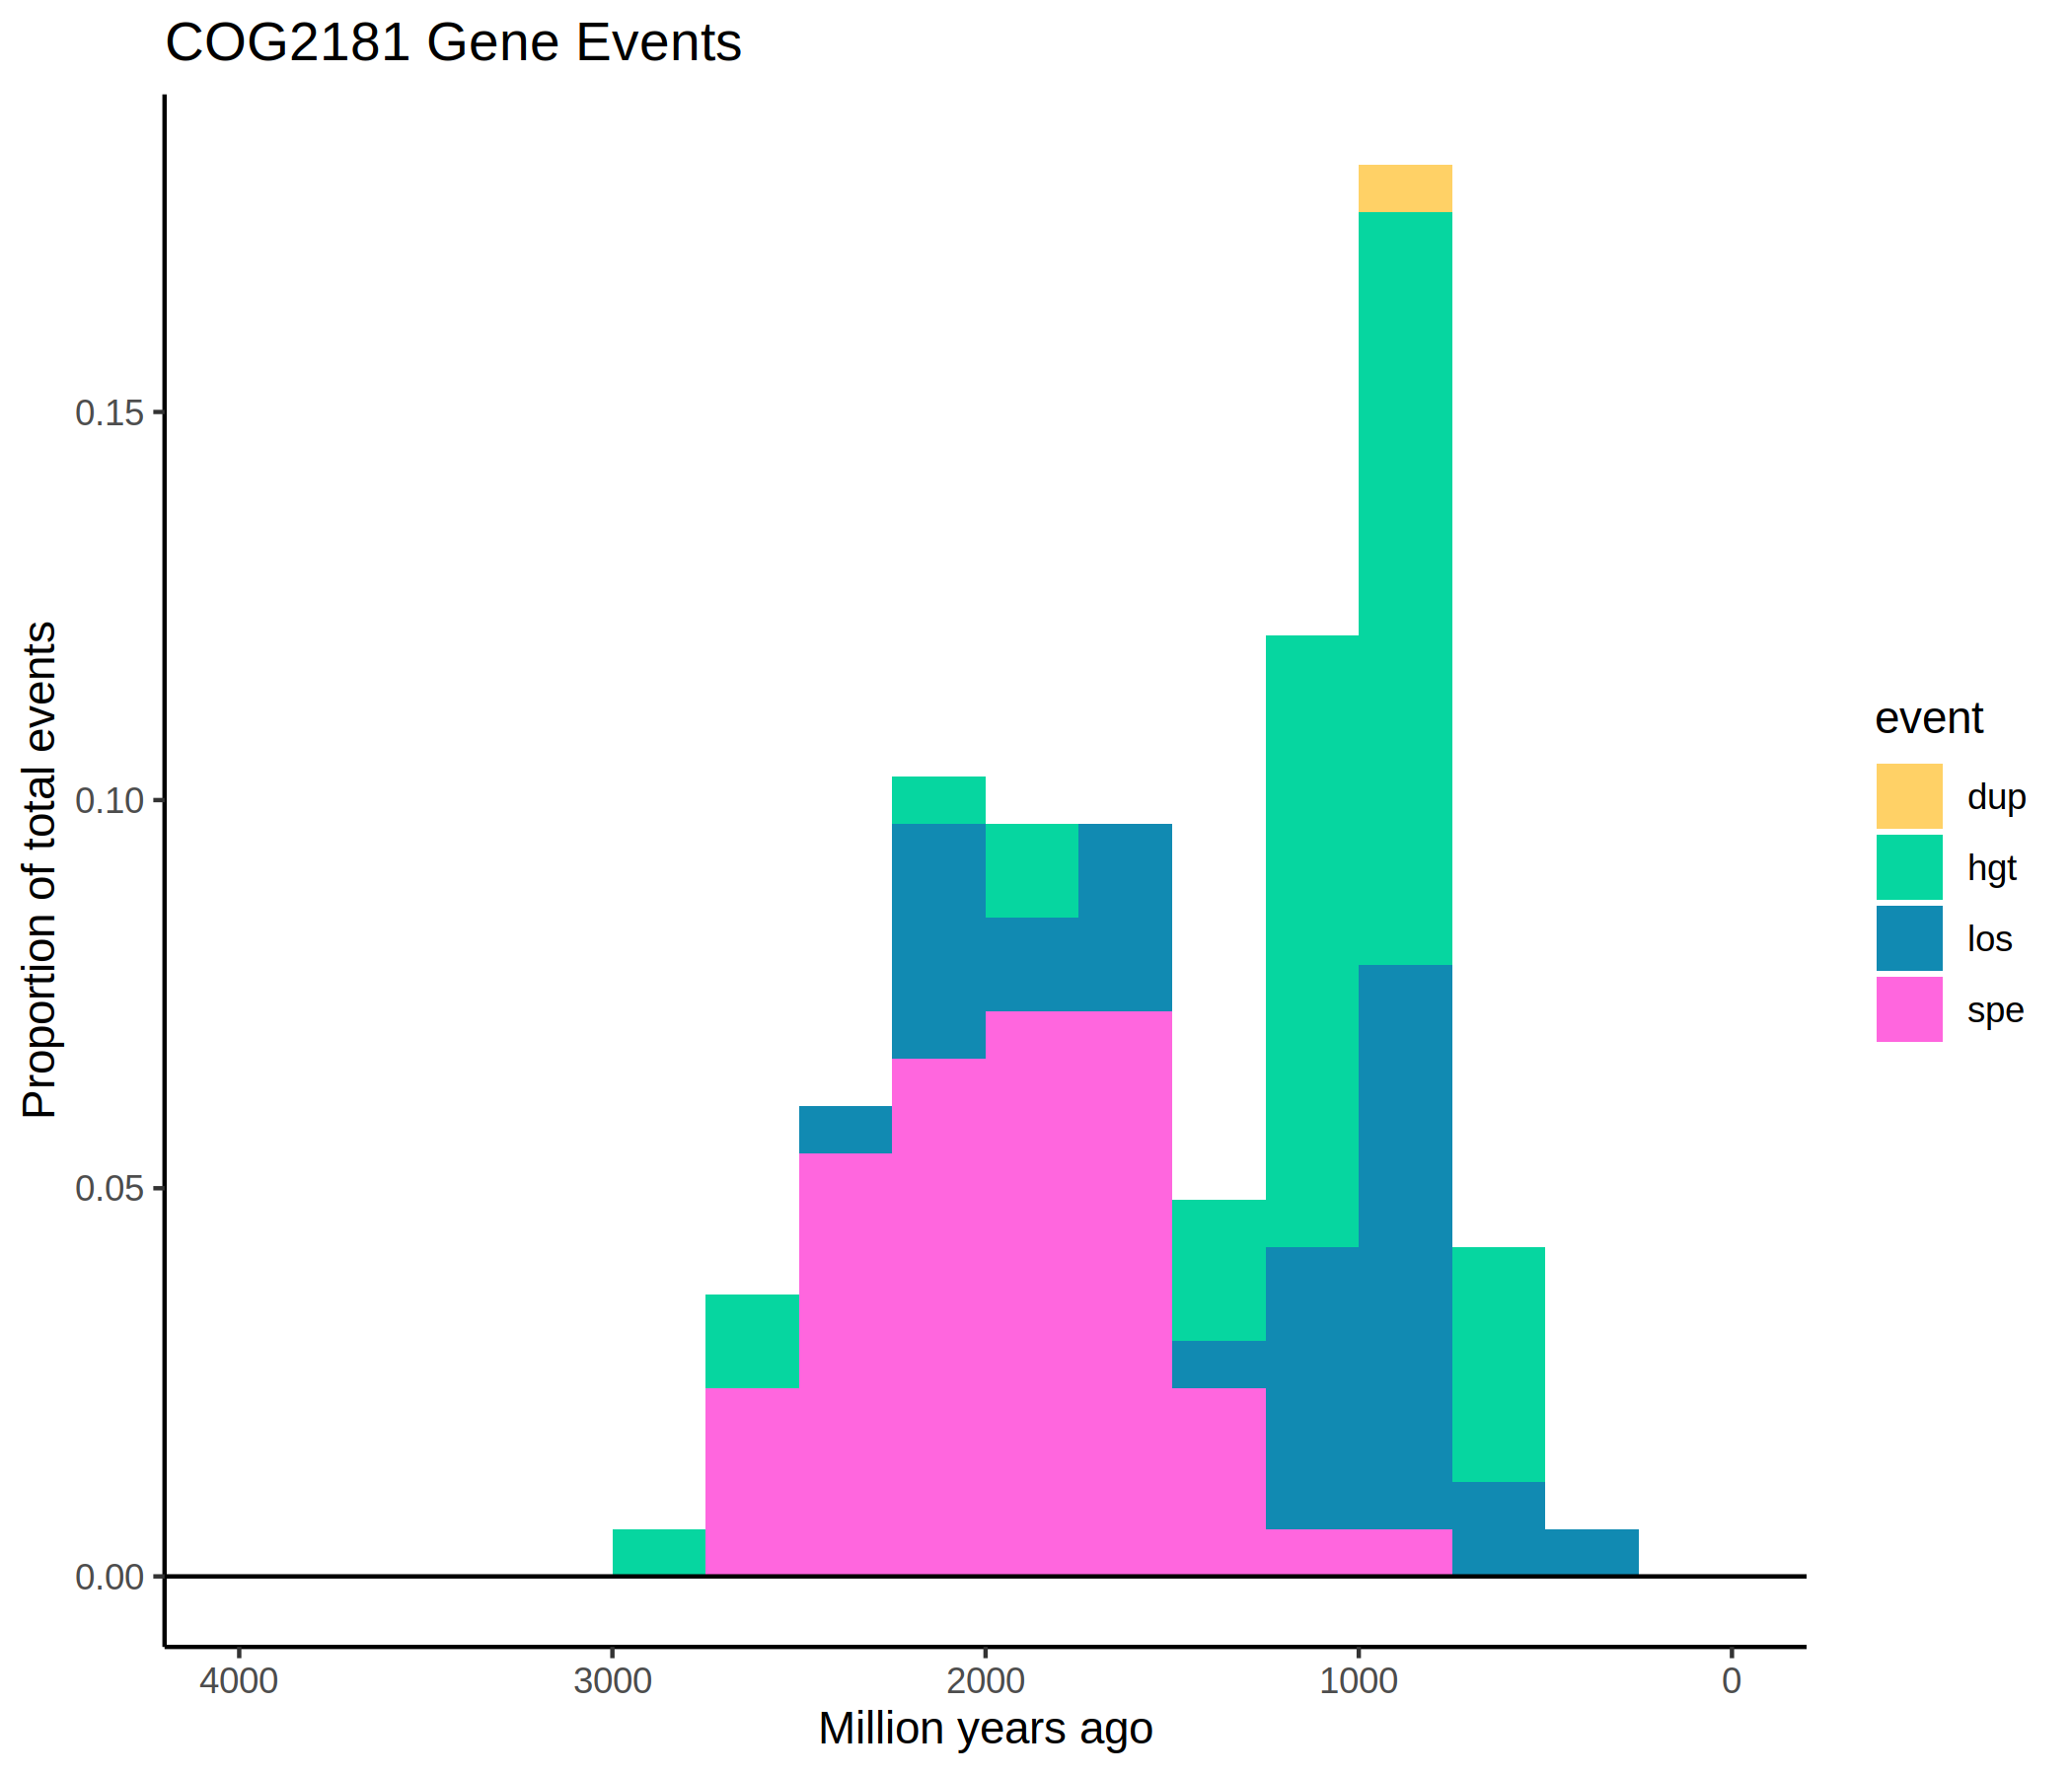 COG2181 Gene Events
Proportion of total events
0.15
0.10
0.05
0.00
4000 3000 2000 1000 0
Million years ago
event
dup
hgt
los
spe